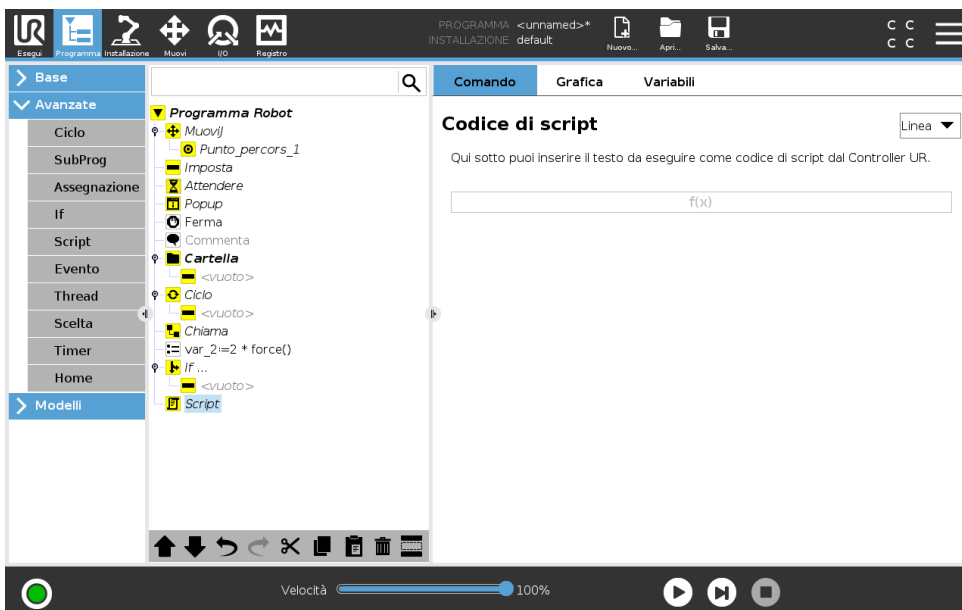 UR
PROGRAMMA <unnamed>*
INSTALLAZIONE default
Esegui Programma Installazione Muovi I/O Registro Nuovo... Apri... Salva...
C C
C C
Base
Avanzate
Ciclo
SubProg
Assegnazione
If
Script
Evento
Thread
Scelta
Timer
Home
Modelli
Programma Robot
MuoviJ
Punto_percors_1
Imposta
Attendere
Popup
Ferma
Commenta
Cartella
<vuoto>
Ciclo
<vuoto>
Chiama
var_2:=2 * force()
If ...
<vuoto>
Script
Comando Grafica Variabili
Codice di script
Linea
Qui sotto puoi inserire il testo da eseguire come codice di script dal Controller UR.
f(x)
Velocità 100%